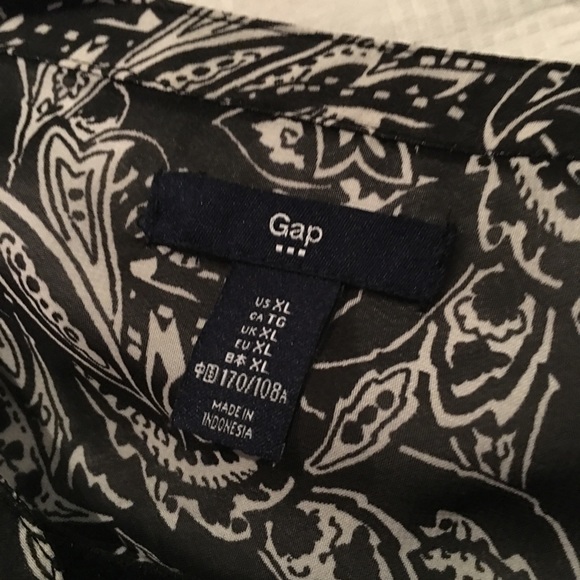 Gap
US XL
CA TG
UK XL
EU XL
日本 XL
中国 170/108A
MADE IN
INDONESIA